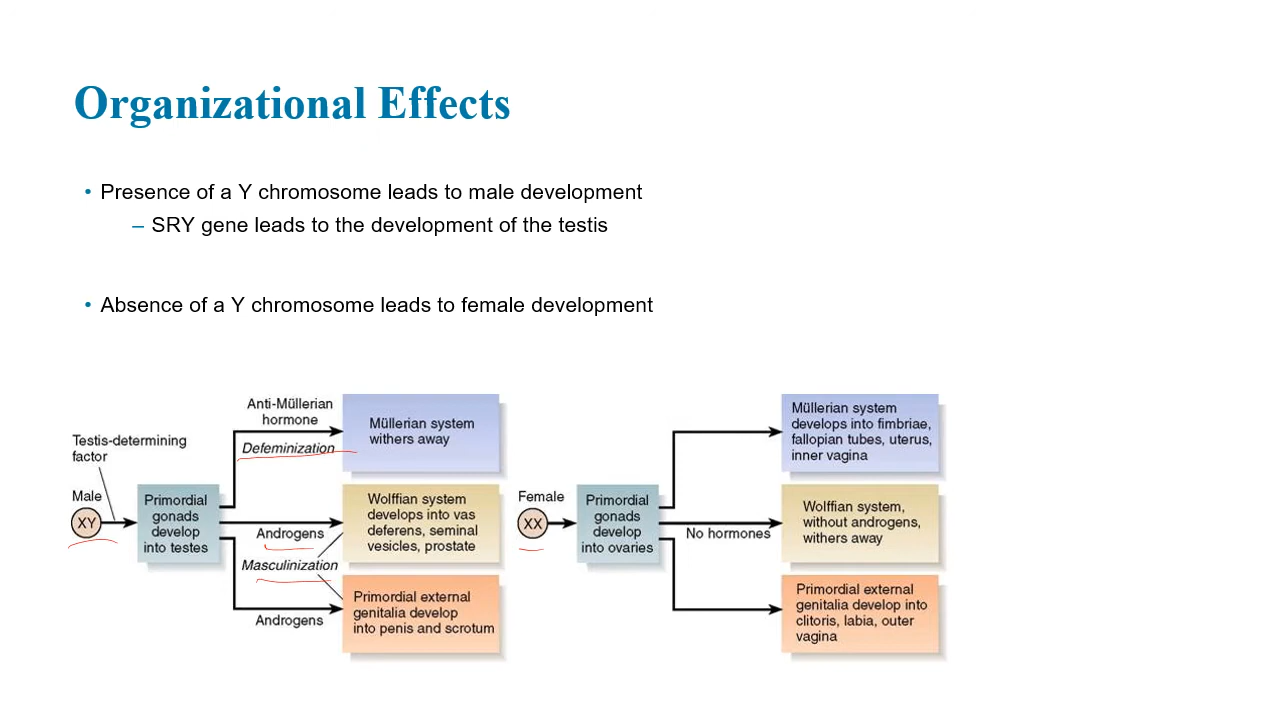 Organizational Effects
• Presence of a Y chromosome leads to male development
– SRY gene leads to the development of the testis
• Absence of a Y chromosome leads to female development
Testis-determining
factor
Male
XY
Primordial
gonads
develop
into testes
Anti-Müllerian
hormone
Defeminization
Müllerian system
withers away
Androgens
Masculinization
Wolffian system
develops into vas
deferens, seminal
vesicles, prostate
Androgens
Primordial external
genitalia develop
into penis and scrotum
Female
XX
Primordial
gonads
develop
into ovaries
No hormones
Müllerian system
develops into fimbriae,
fallopian tubes, uterus,
inner vagina
Wolffian system,
without androgens,
withers away
Primordial external
genitalia develop into
clitoris, labia, outer
vagina